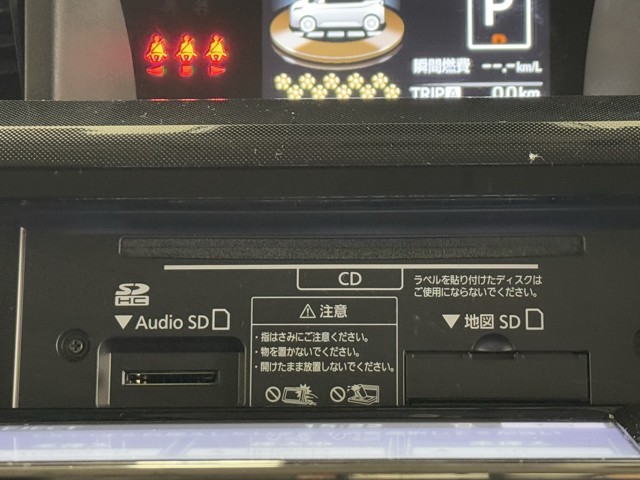 P
瞬間燃費 --.-km/L
TRIP A 0.0km
CD
ラベルを貼り付けたディスクは
ご使用にならないでください。
SD
HC
▼Audio SD
⚠注意
・指はさみにご注意ください。
・物を置かないでください。
・開けたまま放置しないでください。
▼地図 SD